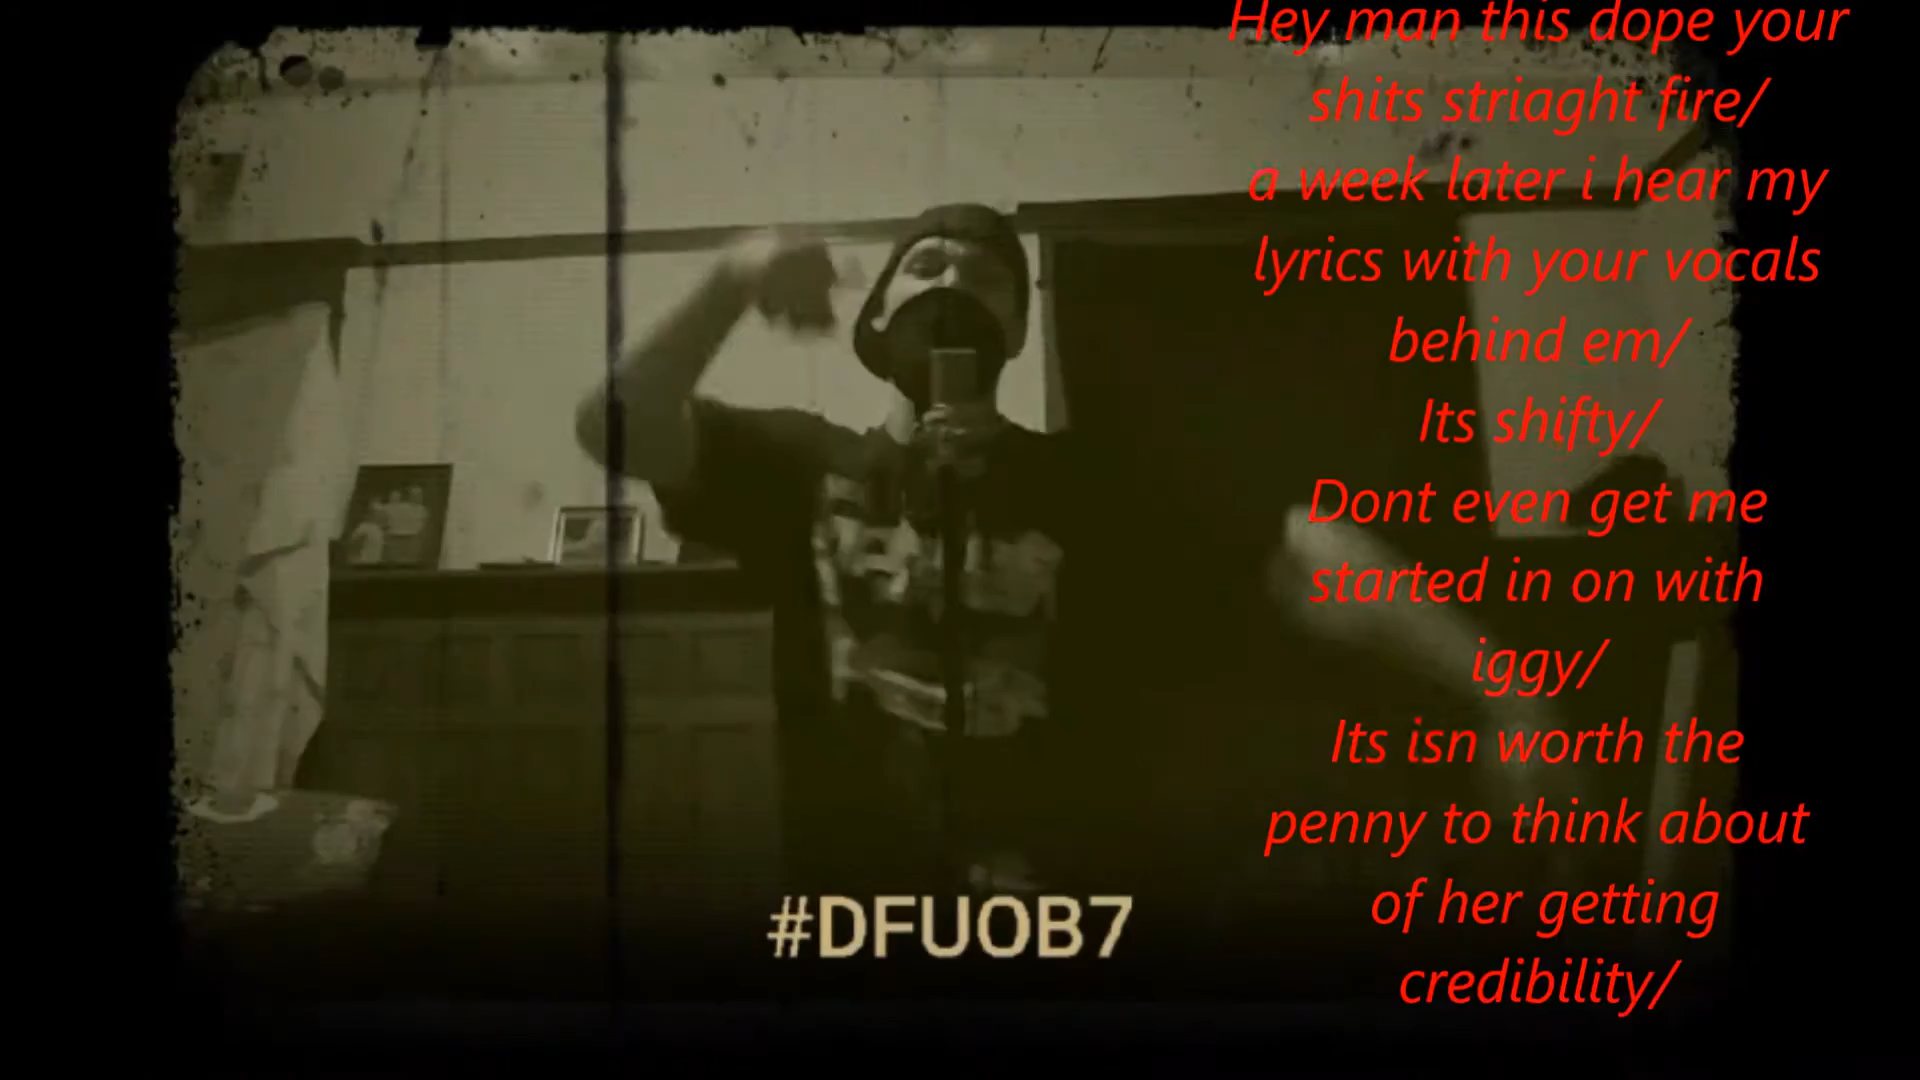 Hey man this dope your
shits striaght fire/
a week later i hear my
lyrics with your vocals
behind em/
Its shifty/
Dont even get me
started in on with
iggy/
Its isn worth the
penny to think about
of her getting
credibility/
#DFUOB7